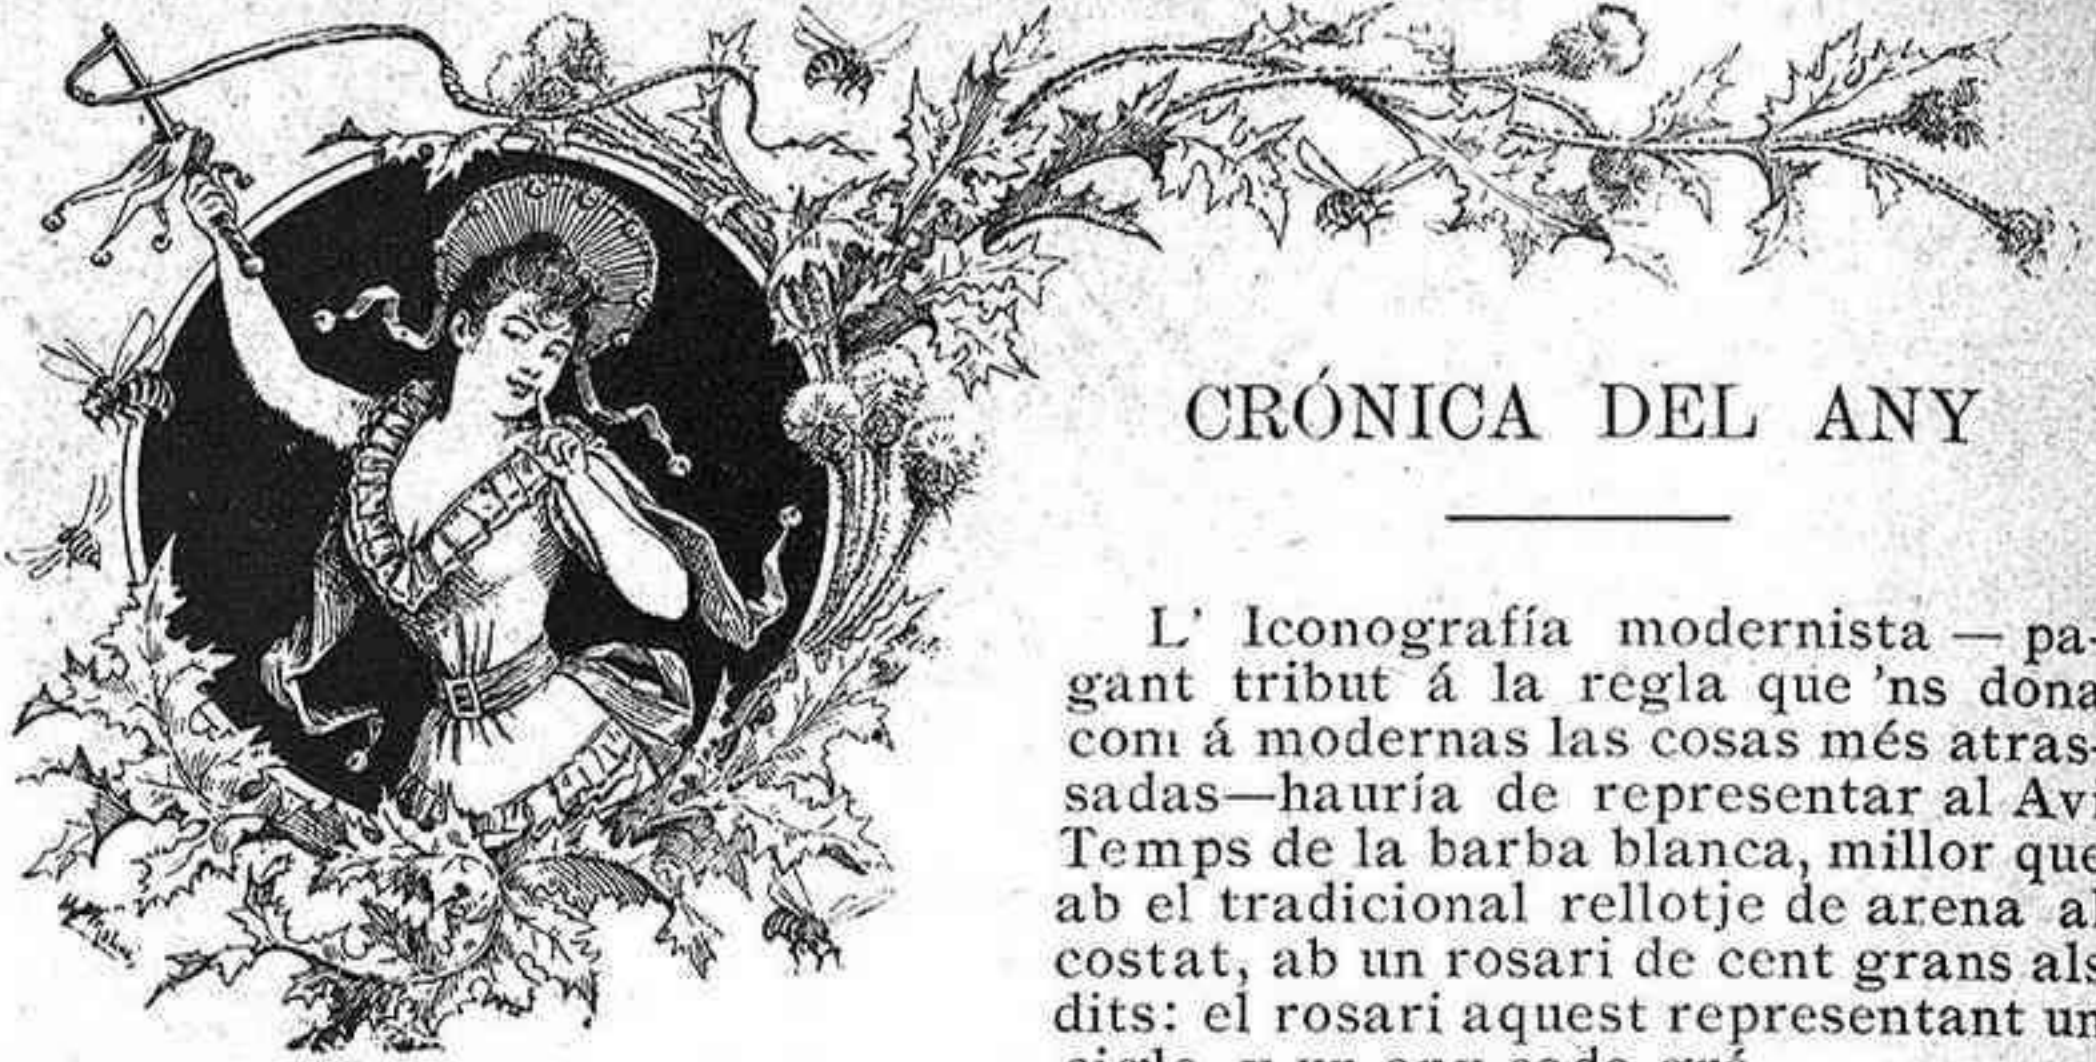 CRÓNICA DEL ANY
L' Iconografía modernista — pa-
gant tribut á la regla que 'ns dona
com á modernas las cosas més atras-
sadas—hauría de representar al Avi
Temps de la barba blanca, millor que
ab el tradicional rellotje de arena al
costat, ab un rosari de cent grans als
dits: el rosari aquest representant un